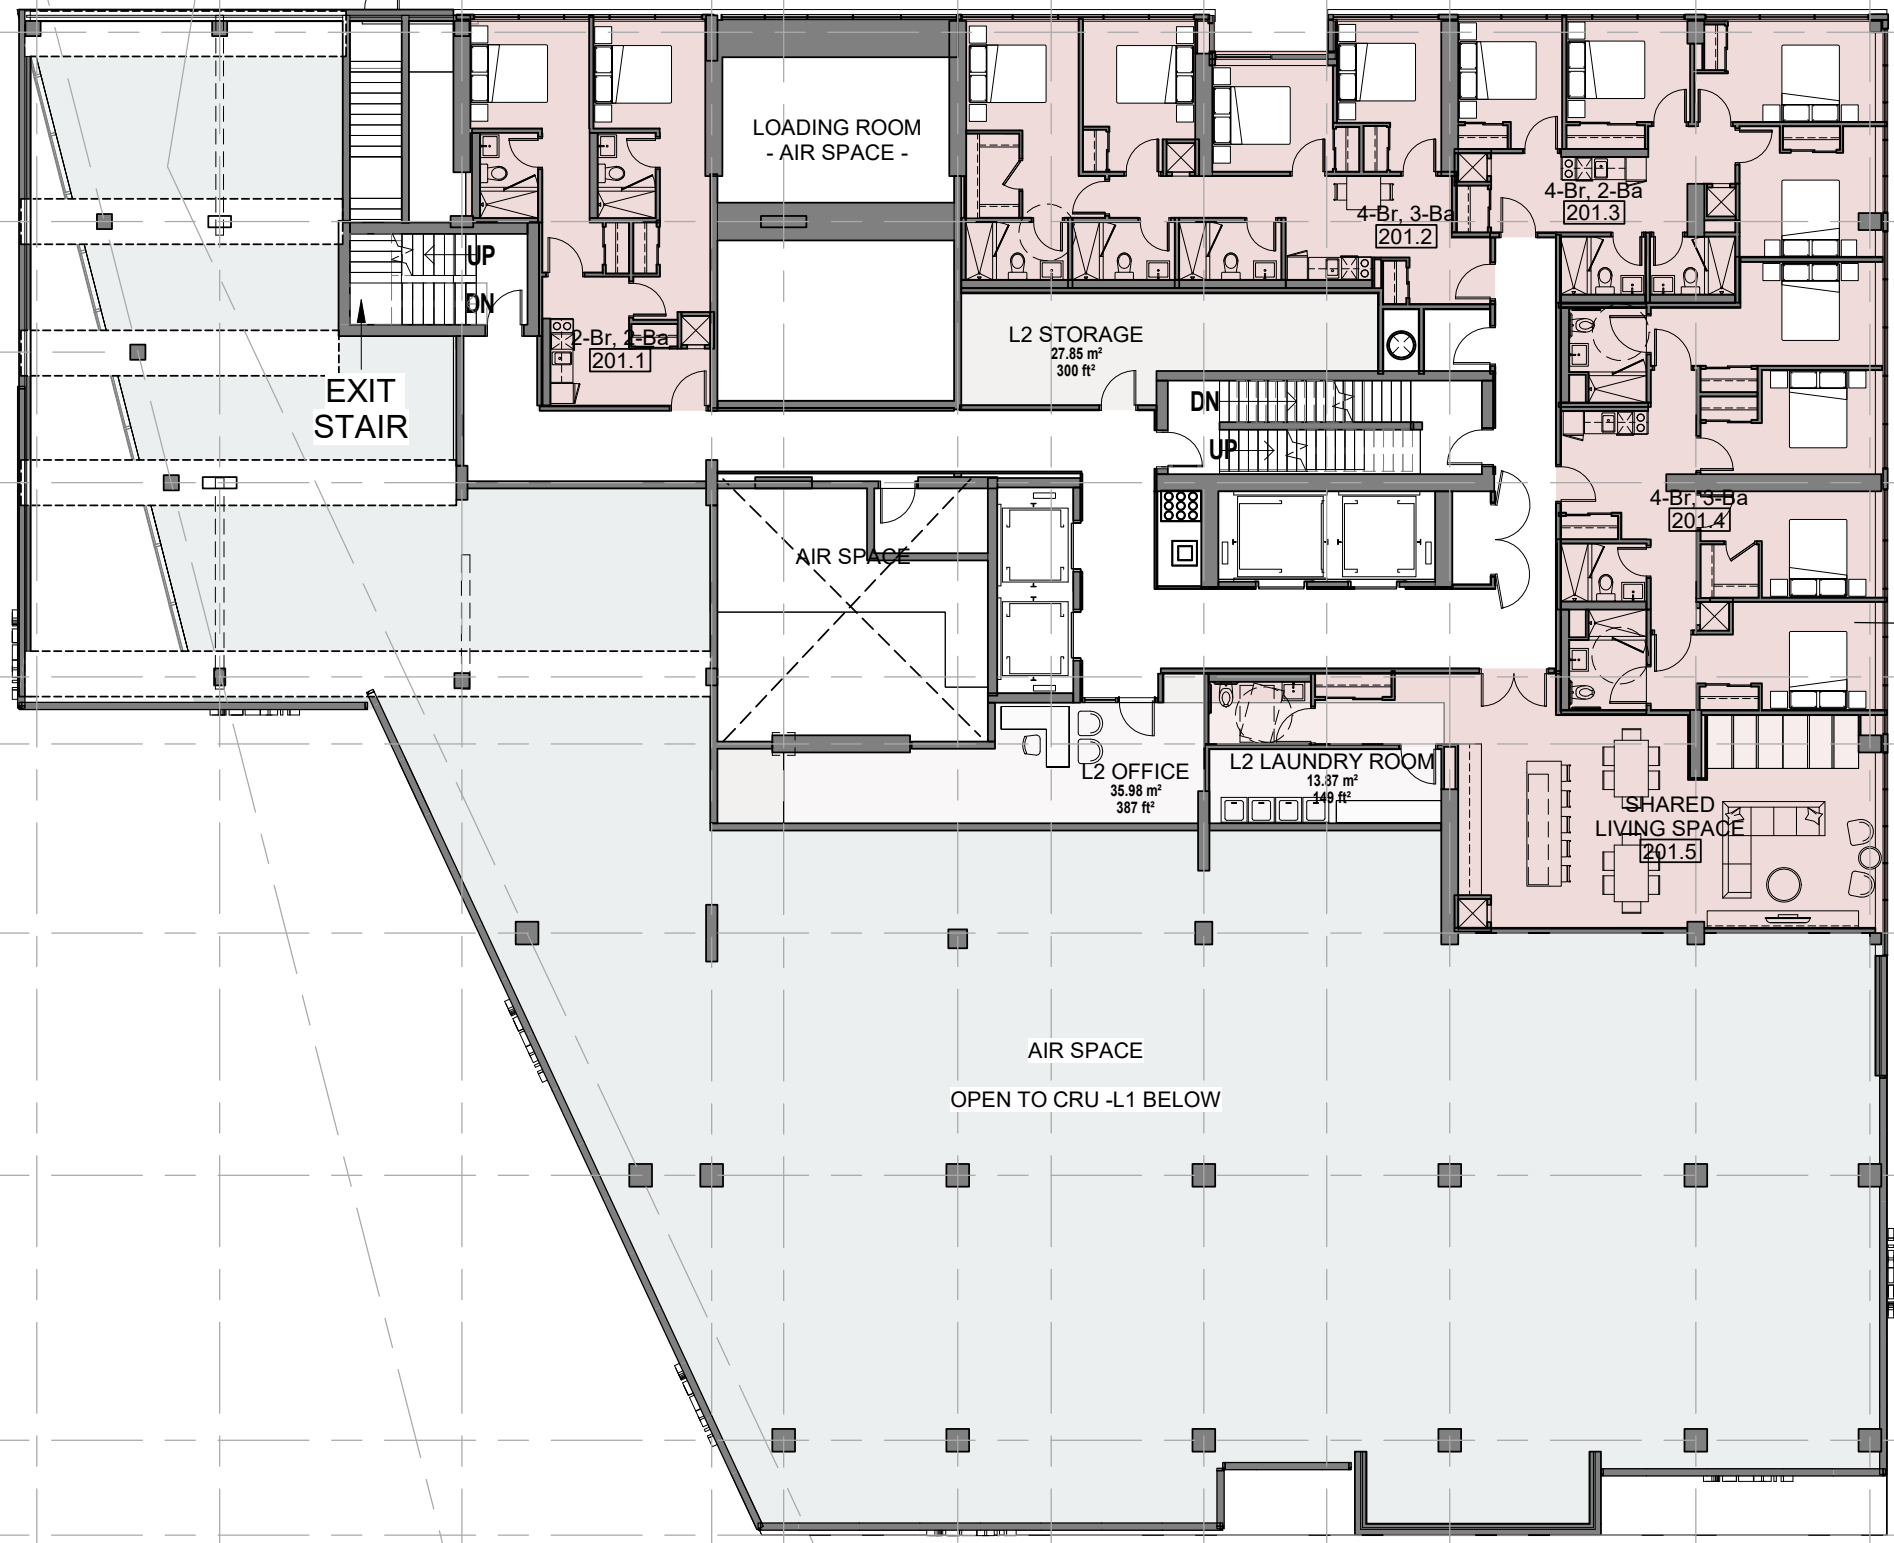 LOADING ROOM
- AIR SPACE -
4-Br, 2-Ba
201.3
4-Br, 3-Ba
201.2
UP
DN
2-Br, 2-Ba
201.1
L2 STORAGE
27.85 m²
300 ft²
EXIT
STAIR
DN
UP
4-Br, 3-Ba
201.4
AIR SPACE
L2 OFFICE
35.98 m²
387 ft²
L2 LAUNDRY ROOM
13.87 m²
149 ft²
SHARED
LIVING SPACE
201.5
AIR SPACE
OPEN TO CRU -L1 BELOW